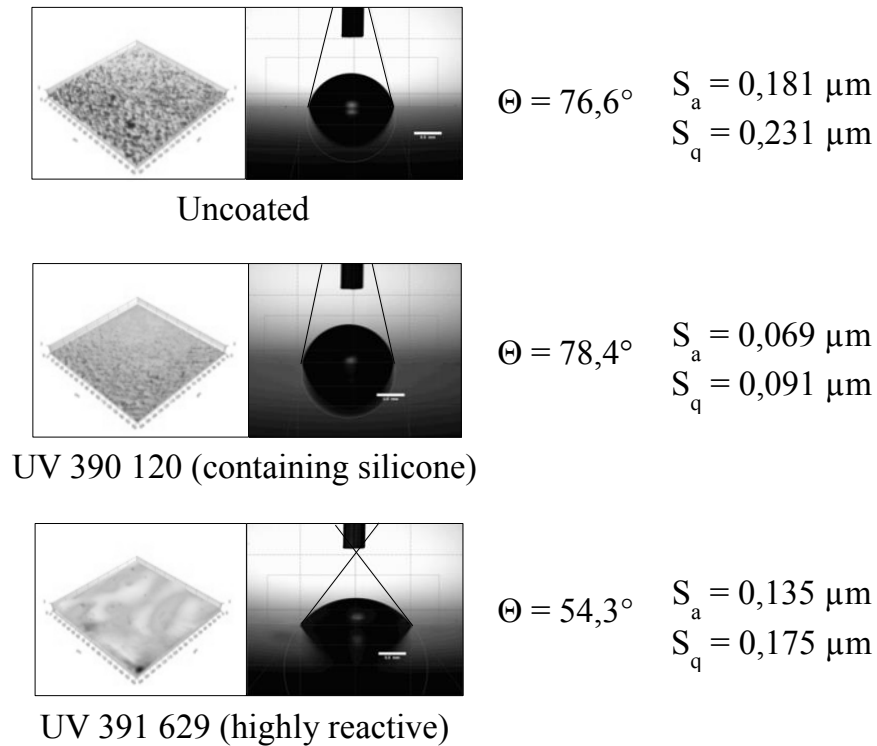 Θ = 76,6°
S_a = 0,181 µm
S_q = 0,231 µm
Uncoated
Θ = 78,4°
S_a = 0,069 µm
S_q = 0,091 µm
UV 390 120 (containing silicone)
Θ = 54,3°
S_a = 0,135 µm
S_q = 0,175 µm
UV 391 629 (highly reactive)